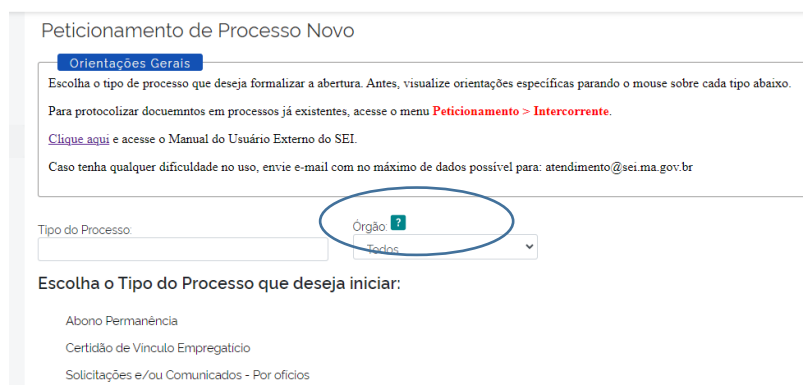 Peticionamento de Processo Novo
Orientações Gerais
Escolha o tipo de processo que deseja formalizar a abertura. Antes, visualize orientações específicas parando o mouse sobre cada tipo abaixo.
Para protocolizar docuemntos em processos já existentes, acesse o menu Peticionamento > Intercorrente.
Clique aqui e acesse o Manual do Usuário Externo do SEI.
Caso tenha qualquer dificuldade no uso, envie e-mail com no máximo de dados possível para: atendimento@sei.ma.gov.br
Tipo do Processo: Órgão: ?
Todos
Escolha o Tipo do Processo que deseja iniciar:
Abono Permanência
Certidão de Vínculo Empregatício
Solicitações e/ou Comunicados - Por ofícios